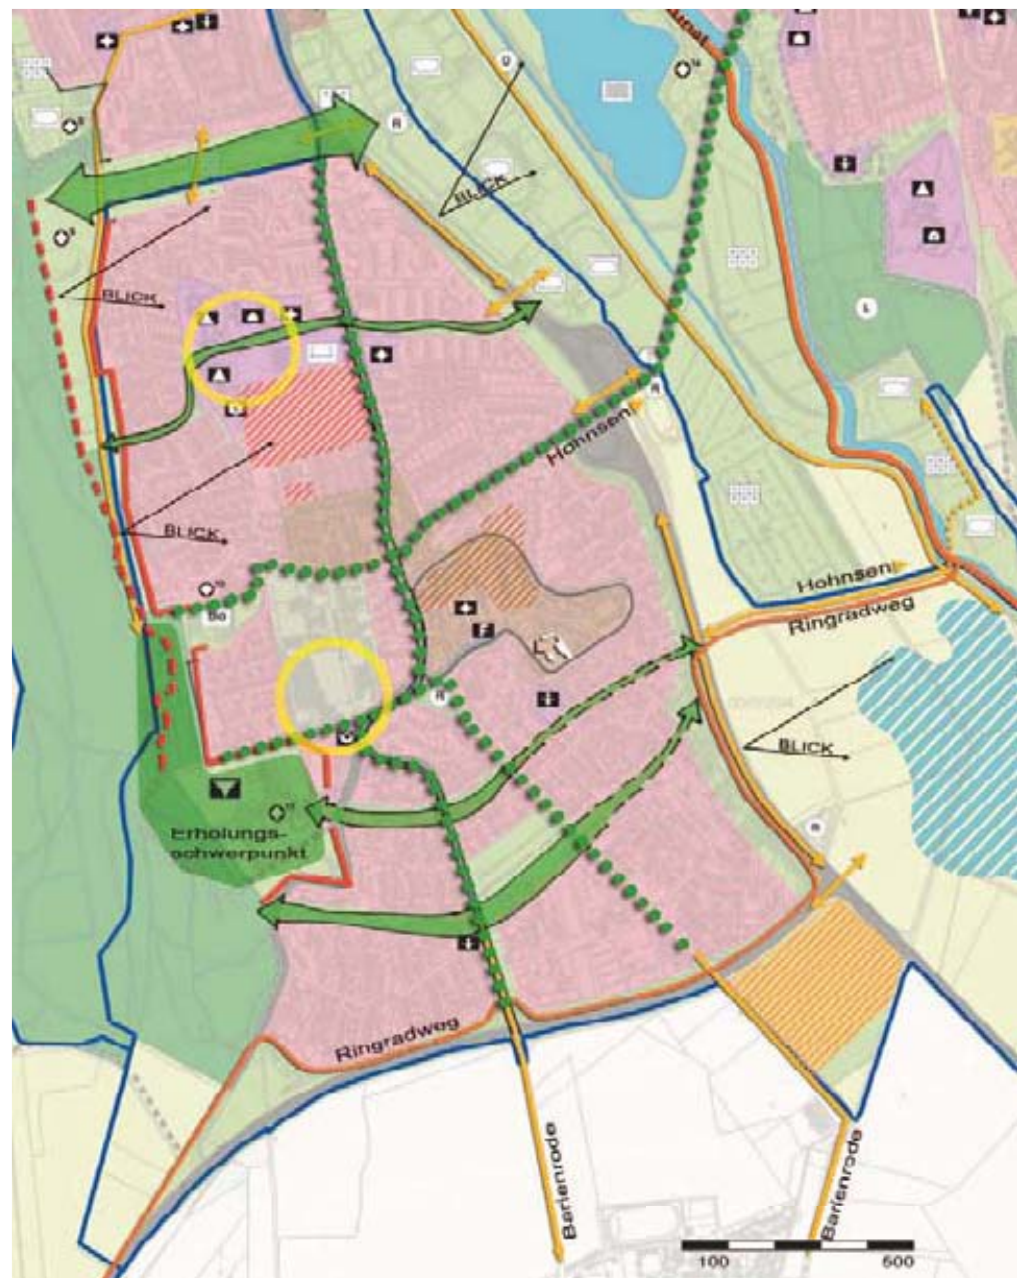 BLICK
BLICK
BLICK
Hohnsen
Hohnsen
Ringradweg
BLICK
Erholungs-
schwerpunkt
Ringradweg
Barienrode
Barienrode
100
500